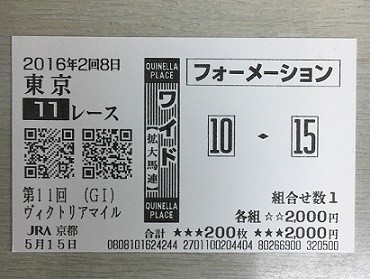 2016年2回8日
東京
11レース
第11回 (GI)
ヴィクトリアマイル
JRA 京都
5月15日
QUINELLA PLACE
ワイド
(拡大馬連)
QUINELLA PLACE
フォーメーション
10 - 15
組合せ数1
各組 ☆☆2,000円
合計 ★★★200枚 ★★★2,000円
0808101624244 2701100204404 80266900 320500